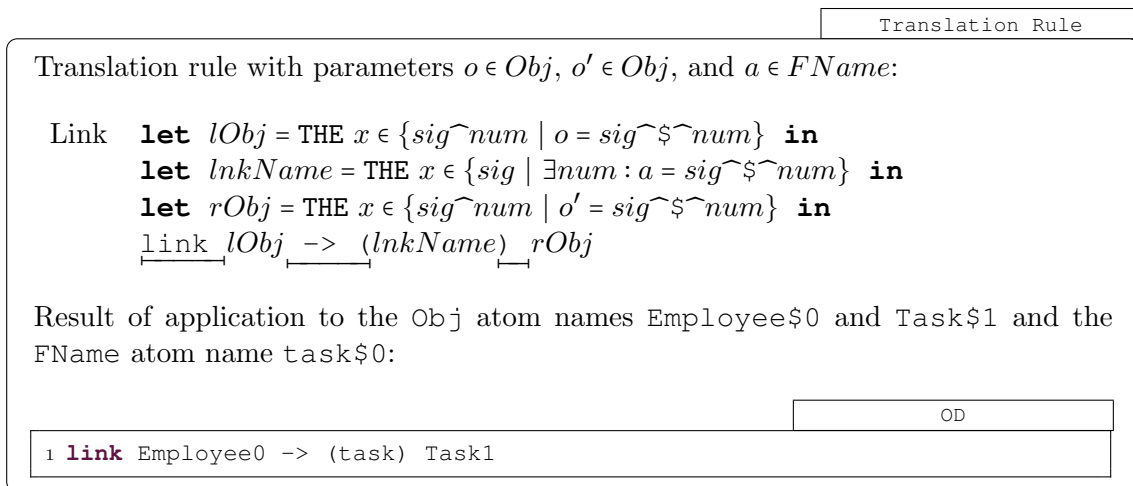 Translation Rule
Translation rule with parameters o ∈ Obj, o′ ∈ Obj, and a ∈ FName:
Link let lObj = THE x ∈ {sig⌢num | o = sig⌢$⌢num} in
let lnkName = THE x ∈ {sig | ∃num : a = sig⌢$⌢num} in
let rObj = THE x ∈ {sig⌢num | o′ = sig⌢$⌢num} in
link lObj -> (lnkName) rObj
Result of application to the Obj atom names Employee$0 and Task$1 and the
FName atom name task$0:
OD
1 link Employee0 -> (task) Task1